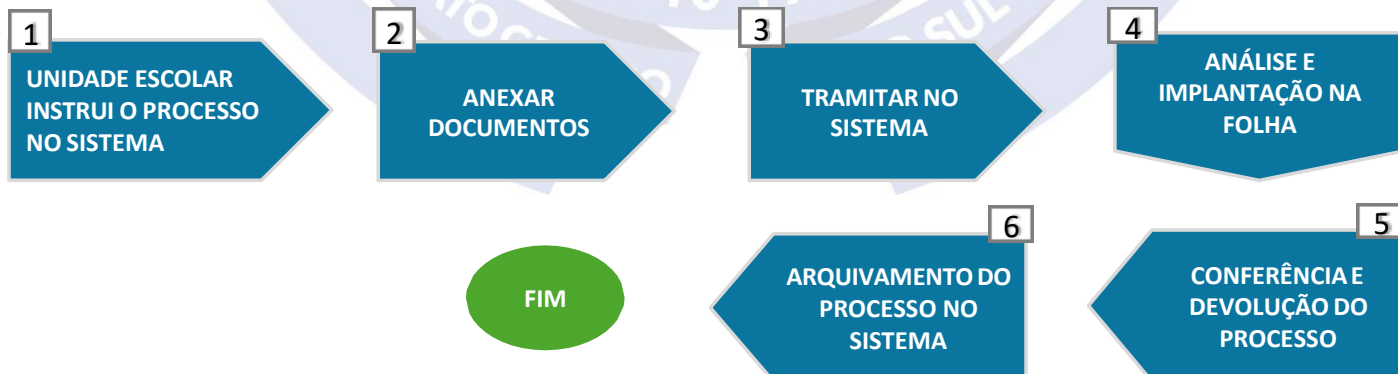 1
UNIDADE ESCOLAR
INSTRUI O PROCESSO
NO SISTEMA
2
ANEXAR
DOCUMENTOS
3
TRAMITAR NO
SISTEMA
4
ANÁLISE E
IMPLANTAÇÃO NA
FOLHA
5
CONFERÊNCIA E
DEVOLUÇÃO DO
PROCESSO
6
ARQUIVAMENTO DO
PROCESSO NO
SISTEMA
FIM